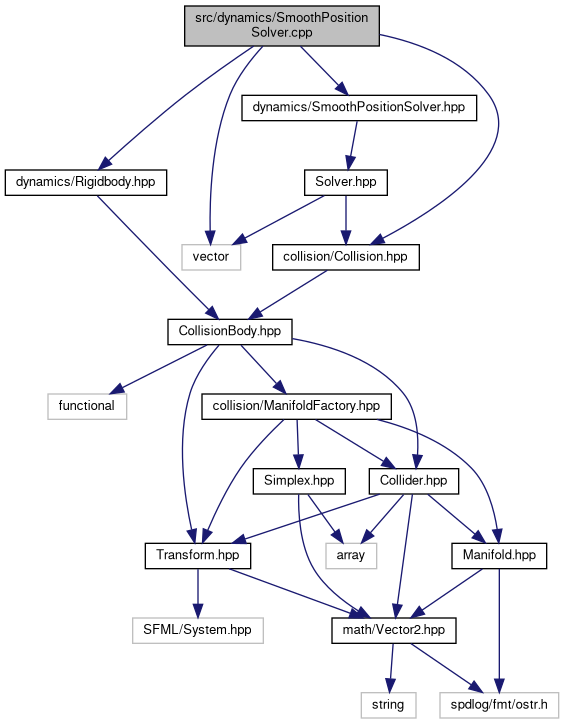 src/dynamics/SmoothPosition
Solver.cpp
dynamics/SmoothPositionSolver.hpp
dynamics/Rigidbody.hpp
Solver.hpp
vector
collision/Collision.hpp
CollisionBody.hpp
functional
collision/ManifoldFactory.hpp
Simplex.hpp
Collider.hpp
Transform.hpp
array
Manifold.hpp
SFML/System.hpp
math/Vector2.hpp
string
spdlog/fmt/ostr.h